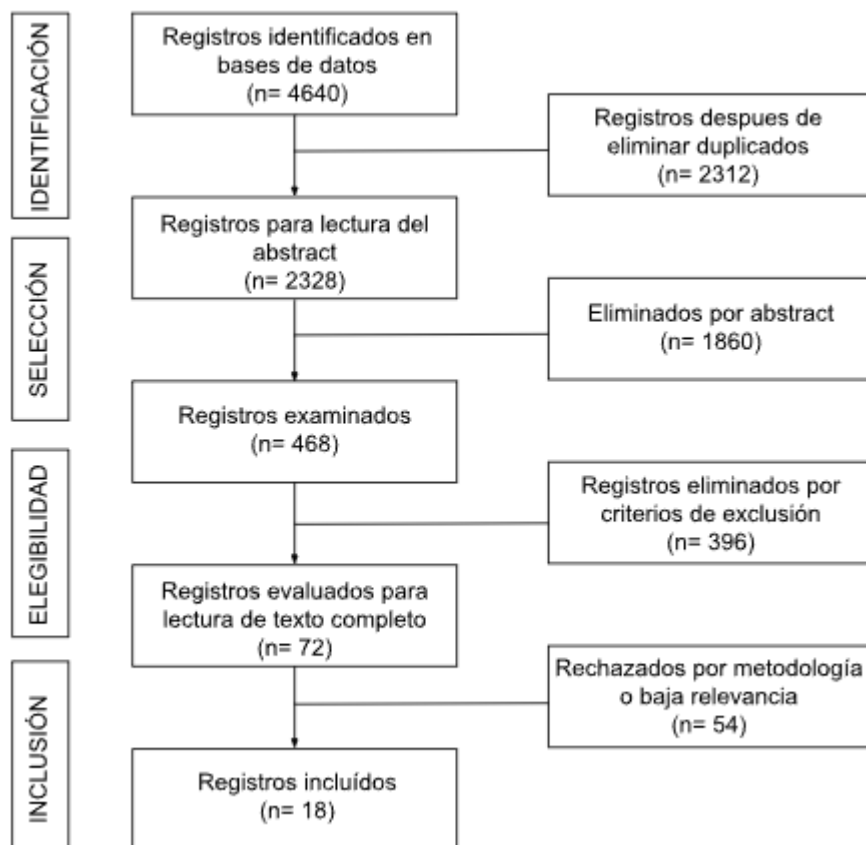 IDENTIFICACIÓN
Registros identificados en
bases de datos
(n= 4640)
Registros despues de
eliminar duplicados
(n= 2312)
Registros para lectura del
abstract
(n= 2328)
SELECCIÓN
Eliminados por abstract
(n= 1860)
Registros examinados
(n= 468)
ELEGIBILIDAD
Registros eliminados por
criterios de exclusión
(n= 396)
Registros evaluados para
lectura de texto completo
(n= 72)
INCLUSIÓN
Rechazados por metodología
o baja relevancia
(n= 54)
Registros incluídos
(n= 18)